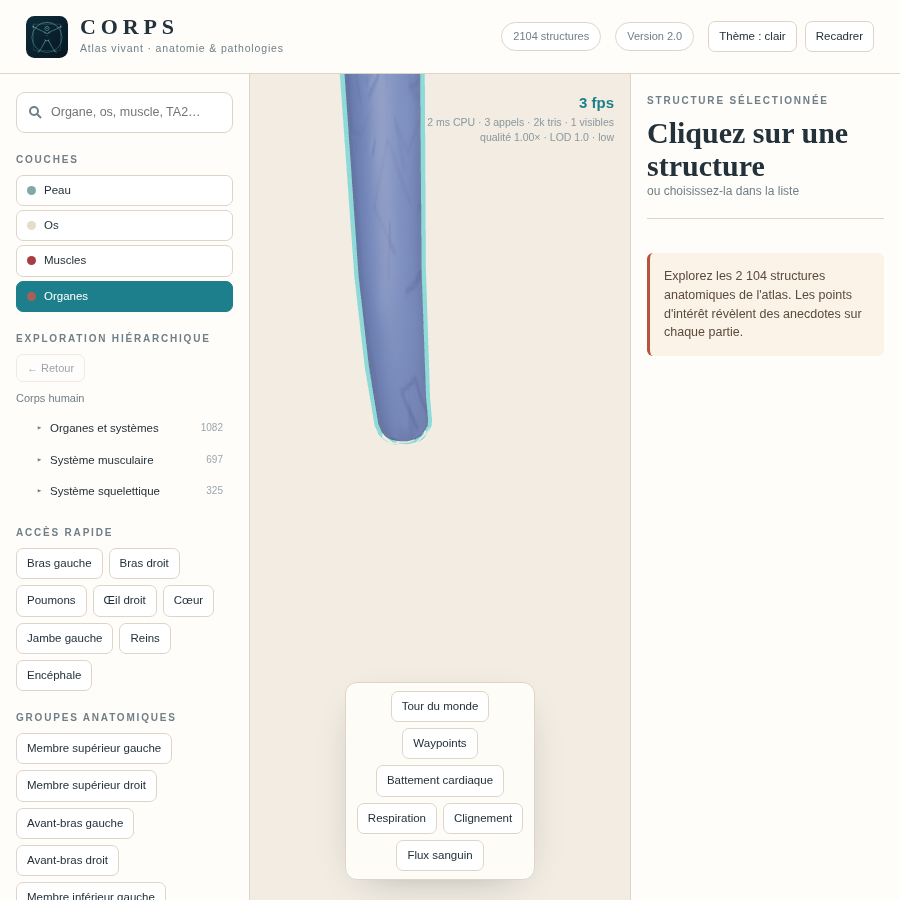 CORPS
Atlas vivant · anatomie & pathologies
2104 structures
Version 2.0
Thème : clair
Recadrer
Organe, os, muscle, TA2…
COUCHES
Peau
Os
Muscles
Organes
EXPLORATION HIÉRARCHIQUE
← Retour
Corps humain
Organes et systèmes 1082
Système musculaire 697
Système squelettique 325
ACCÈS RAPIDE
Bras gauche
Bras droit
Poumons
Œil droit
Cœur
Jambe gauche
Reins
Encéphale
GROUPES ANATOMIQUES
Membre supérieur gauche
Membre supérieur droit
Avant-bras gauche
Avant-bras droit
Membre inférieur gauche
3 fps
2 ms CPU · 3 appels · 2k tris · 1 visibles
qualité 1.00× · LOD 1.0 · low
Tour du monde
Waypoints
Battement cardiaque
Respiration
Clignement
Flux sanguin
STRUCTURE SÉLECTIONNÉE
Cliquez sur une
structure
ou choisissez-la dans la liste
Explorez les 2 104 structures
anatomiques de l'atlas. Les points
d'intérêt révèlent des anecdotes sur
chaque partie.